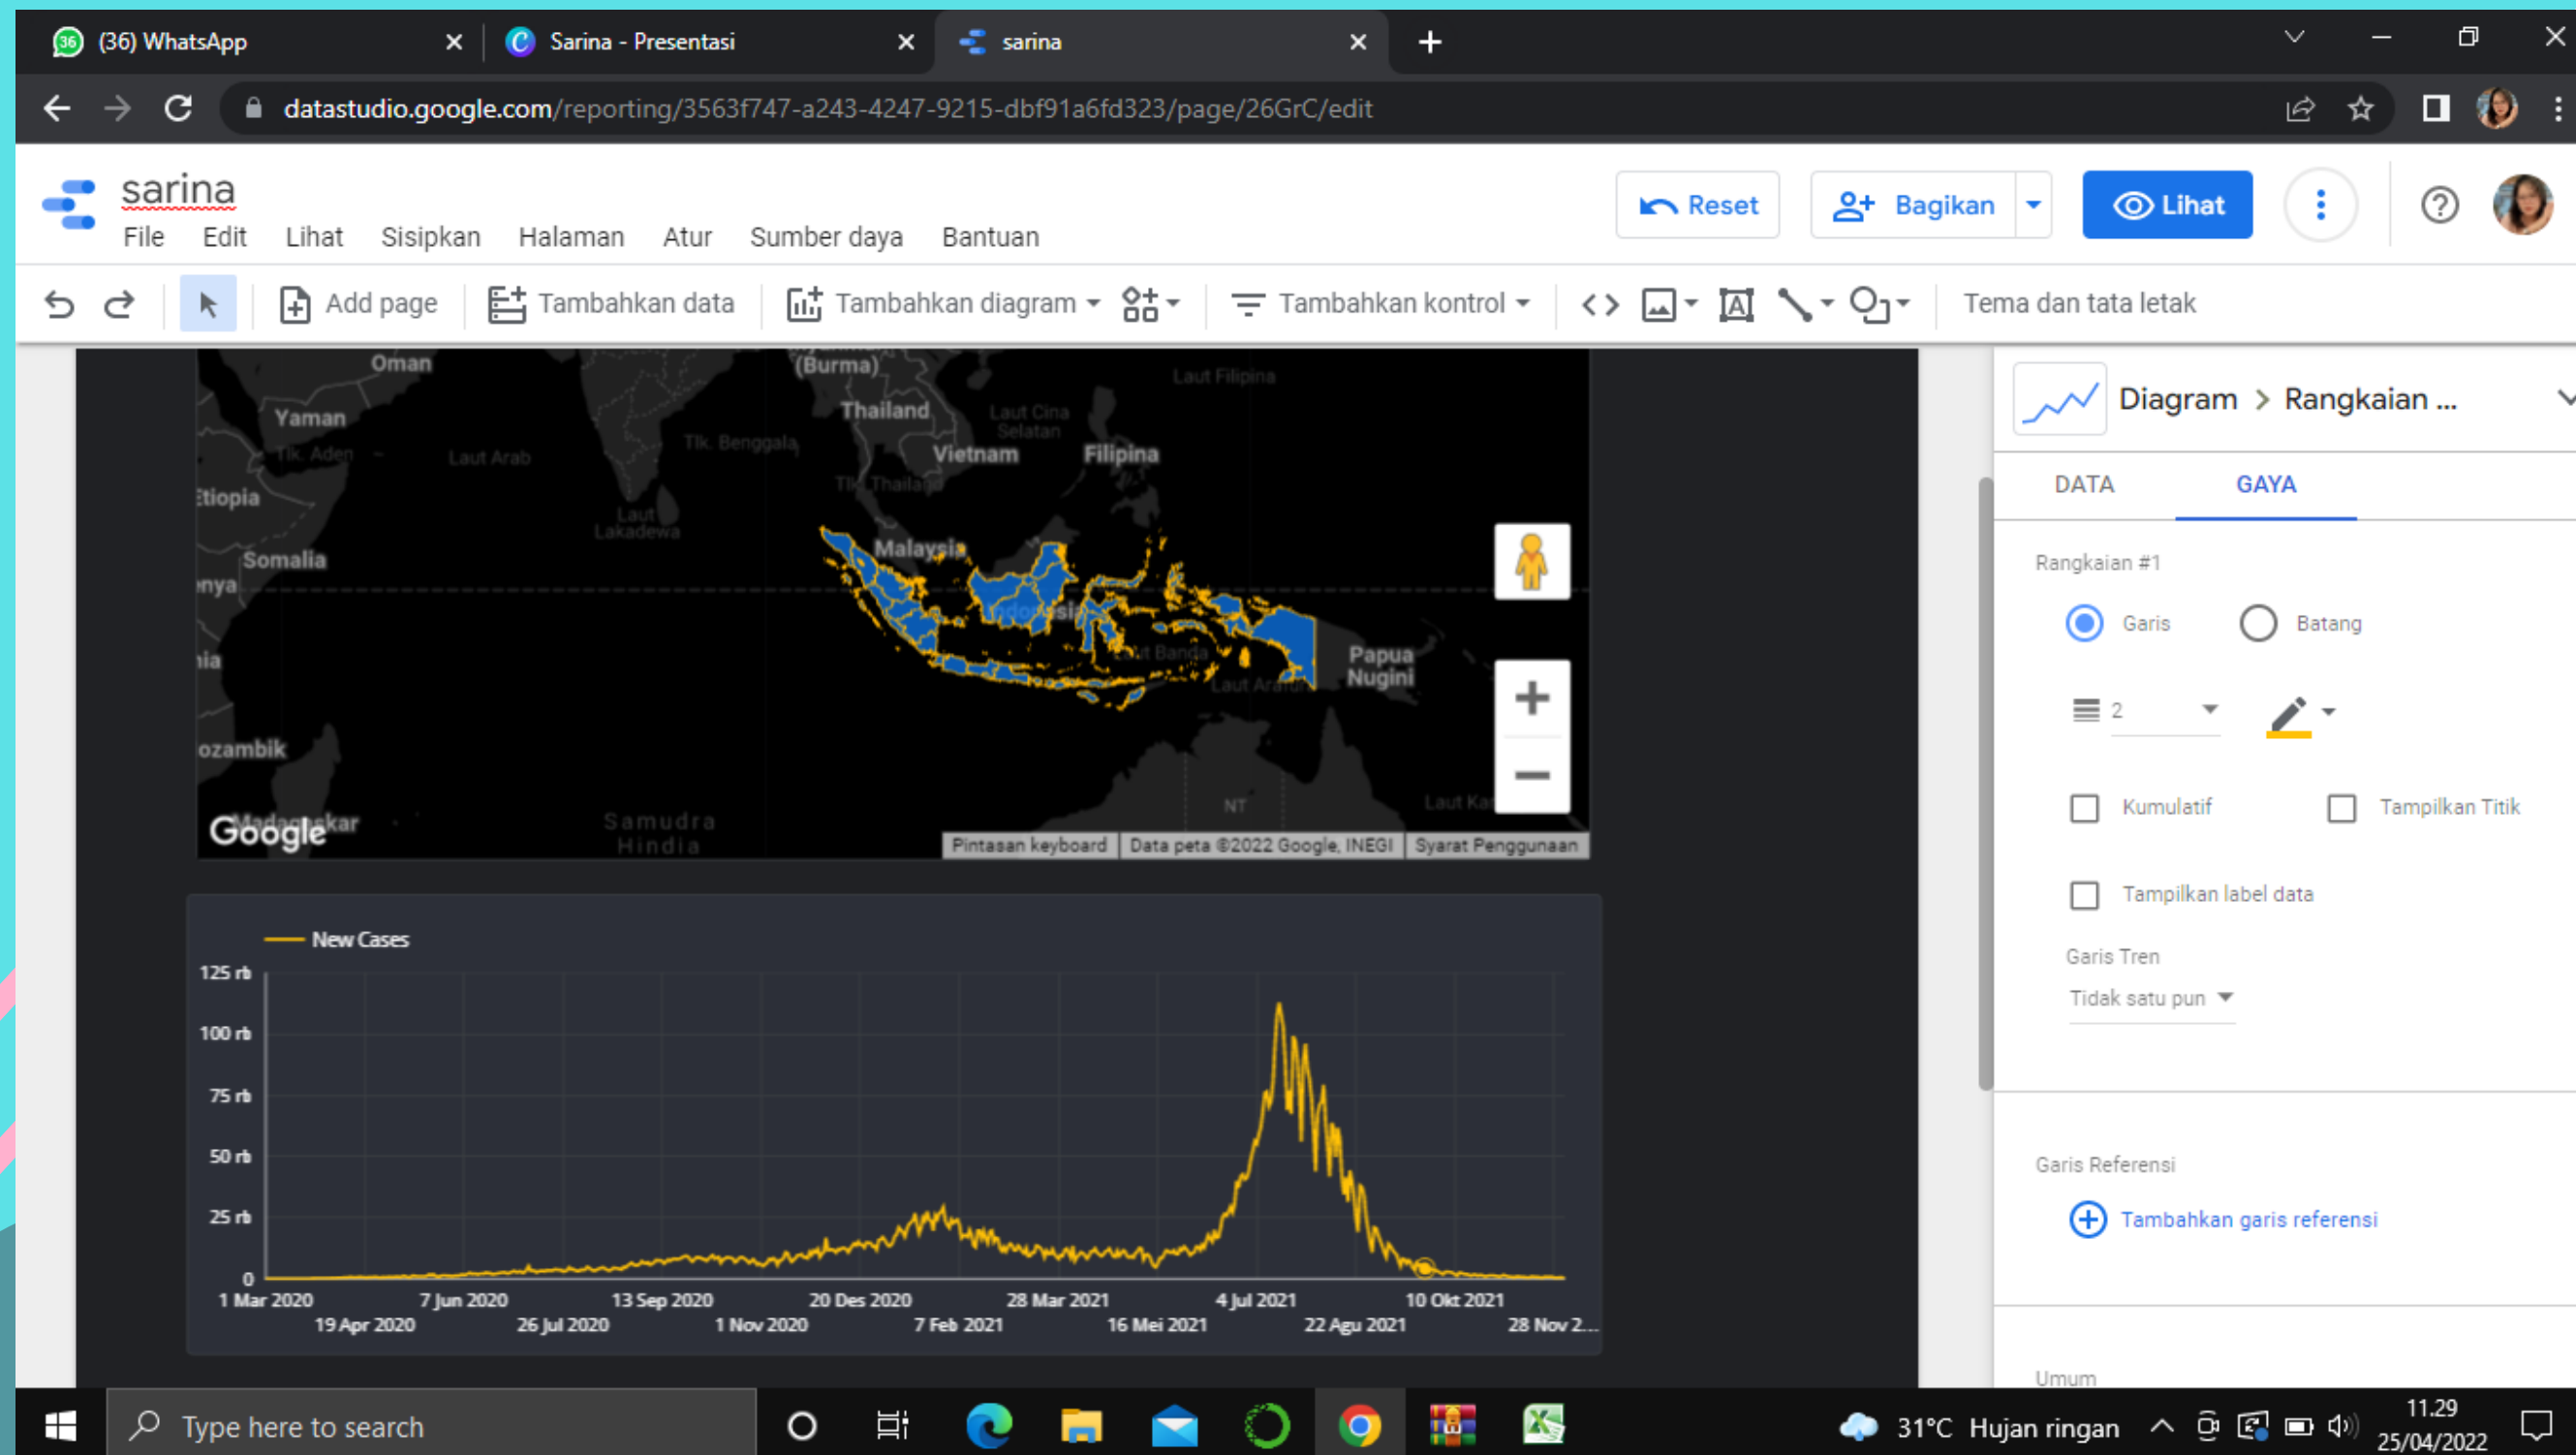 36 (36) WhatsApp
Sarina - Presentasi
sarina
datastudio.google.com/reporting/3563f747-a243-4247-9215-dbf91a6fd323/page/26GrC/edit
sarina
File Edit Lihat Sisipkan Halaman Atur Sumber daya Bantuan
Reset
Bagikan
Lihat
Add page
Tambahkan data
Tambahkan diagram
Tambahkan kontrol
Tema dan tata letak
Oman
(Burma)
Laut Filipina
Yaman
Thailand
Laut Cina
Selatan
Tlk. Benggala
Tlk. Aden
Laut Arab
Vietnam
Filipina
Tlk. Thailand
Etiopia
Laut
Lakadewa
Somalia
Malaysia
enya
Indonesia
nia
Laut Banda
Papua
Nugini
Laut Arafura
ozambik
NT
Laut Ka
Madagaskar
Google
Samudra
Hindia
Pintasan keyboard
Data peta ©2022 Google, INEGI
Syarat Penggunaan
New Cases
125 rb
100 rb
75 rb
50 rb
25 rb
0
1 Mar 2020 7 Jun 2020 13 Sep 2020 20 Des 2020 28 Mar 2021 4 Jul 2021 10 Okt 2021
19 Apr 2020 26 Jul 2020 1 Nov 2020 7 Feb 2021 16 Mei 2021 22 Agu 2021 28 Nov 2...
Diagram > Rangkaian ...
DATA GAYA
Rangkaian #1
Garis Batang
2
Kumulatif Tampilkan Titik
Tampilkan label data
Garis Tren
Tidak satu pun
Garis Referensi
Tambahkan garis referensi
Umum
Type here to search
31°C Hujan ringan
11.29
25/04/2022